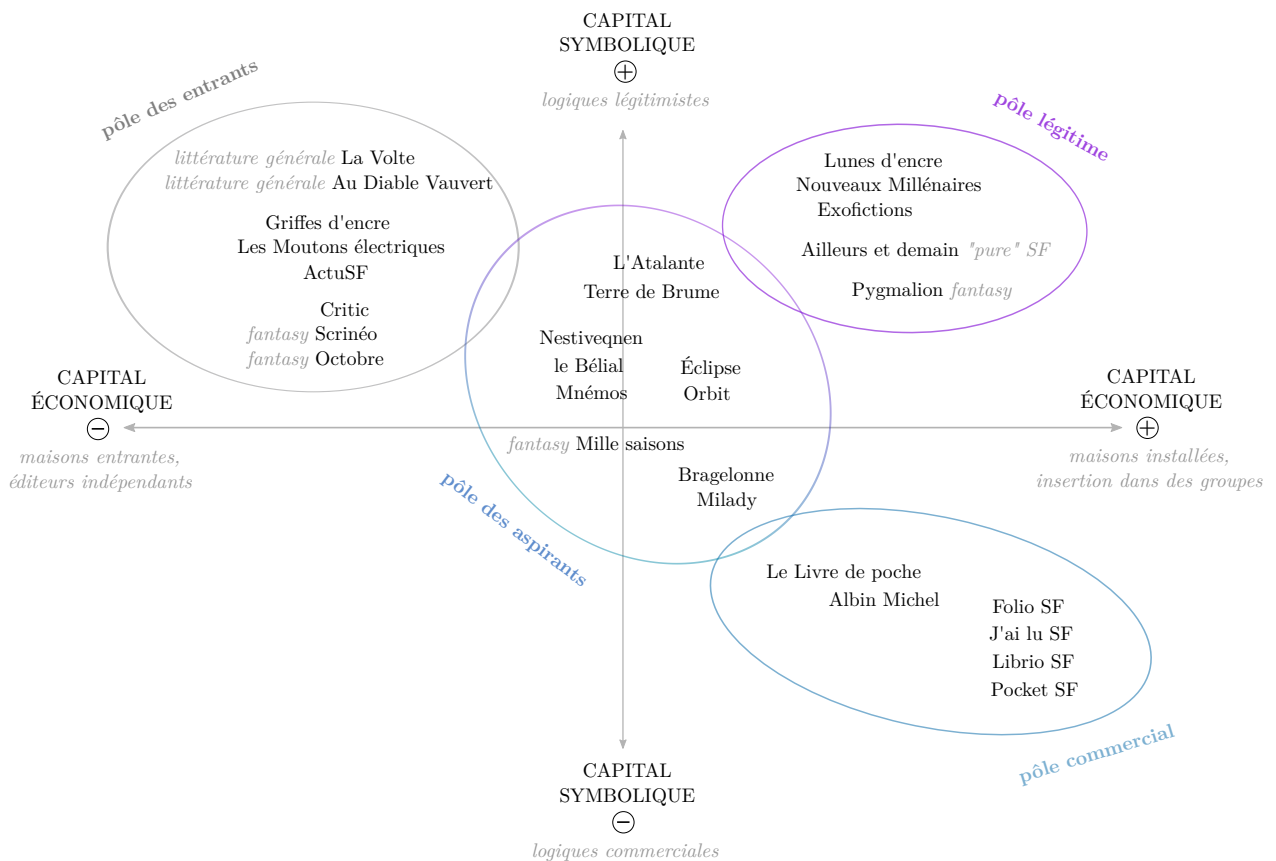 CAPITAL
SYMBOLIQUE
+
logiques légitimistes
pôle des entrants
littérature générale La Volte
littérature générale Au Diable Vauvert
Griffes d'encre
Les Moutons électriques
ActuSF
Critic
fantasy Scrinéo
fantasy Octobre
pôle légitime
Lunes d'encre
Nouveaux Millénaires
Exofictions
Ailleurs et demain "pure" SF
Pygmalion fantasy
L'Atalante
Terre de Brume
Nestiveqnen
le Bélial
Mnémos
Éclipse
Orbit
CAPITAL
ÉCONOMIQUE
−
maisons entrantes,
éditeurs indépendants
CAPITAL
ÉCONOMIQUE
+
maisons installées,
insertion dans des groupes
fantasy Mille saisons
Bragelonne
Milady
pôle des aspirants
Le Livre de poche
Albin Michel
Folio SF
J'ai lu SF
Librio SF
Pocket SF
pôle commercial
CAPITAL
SYMBOLIQUE
−
logiques commerciales